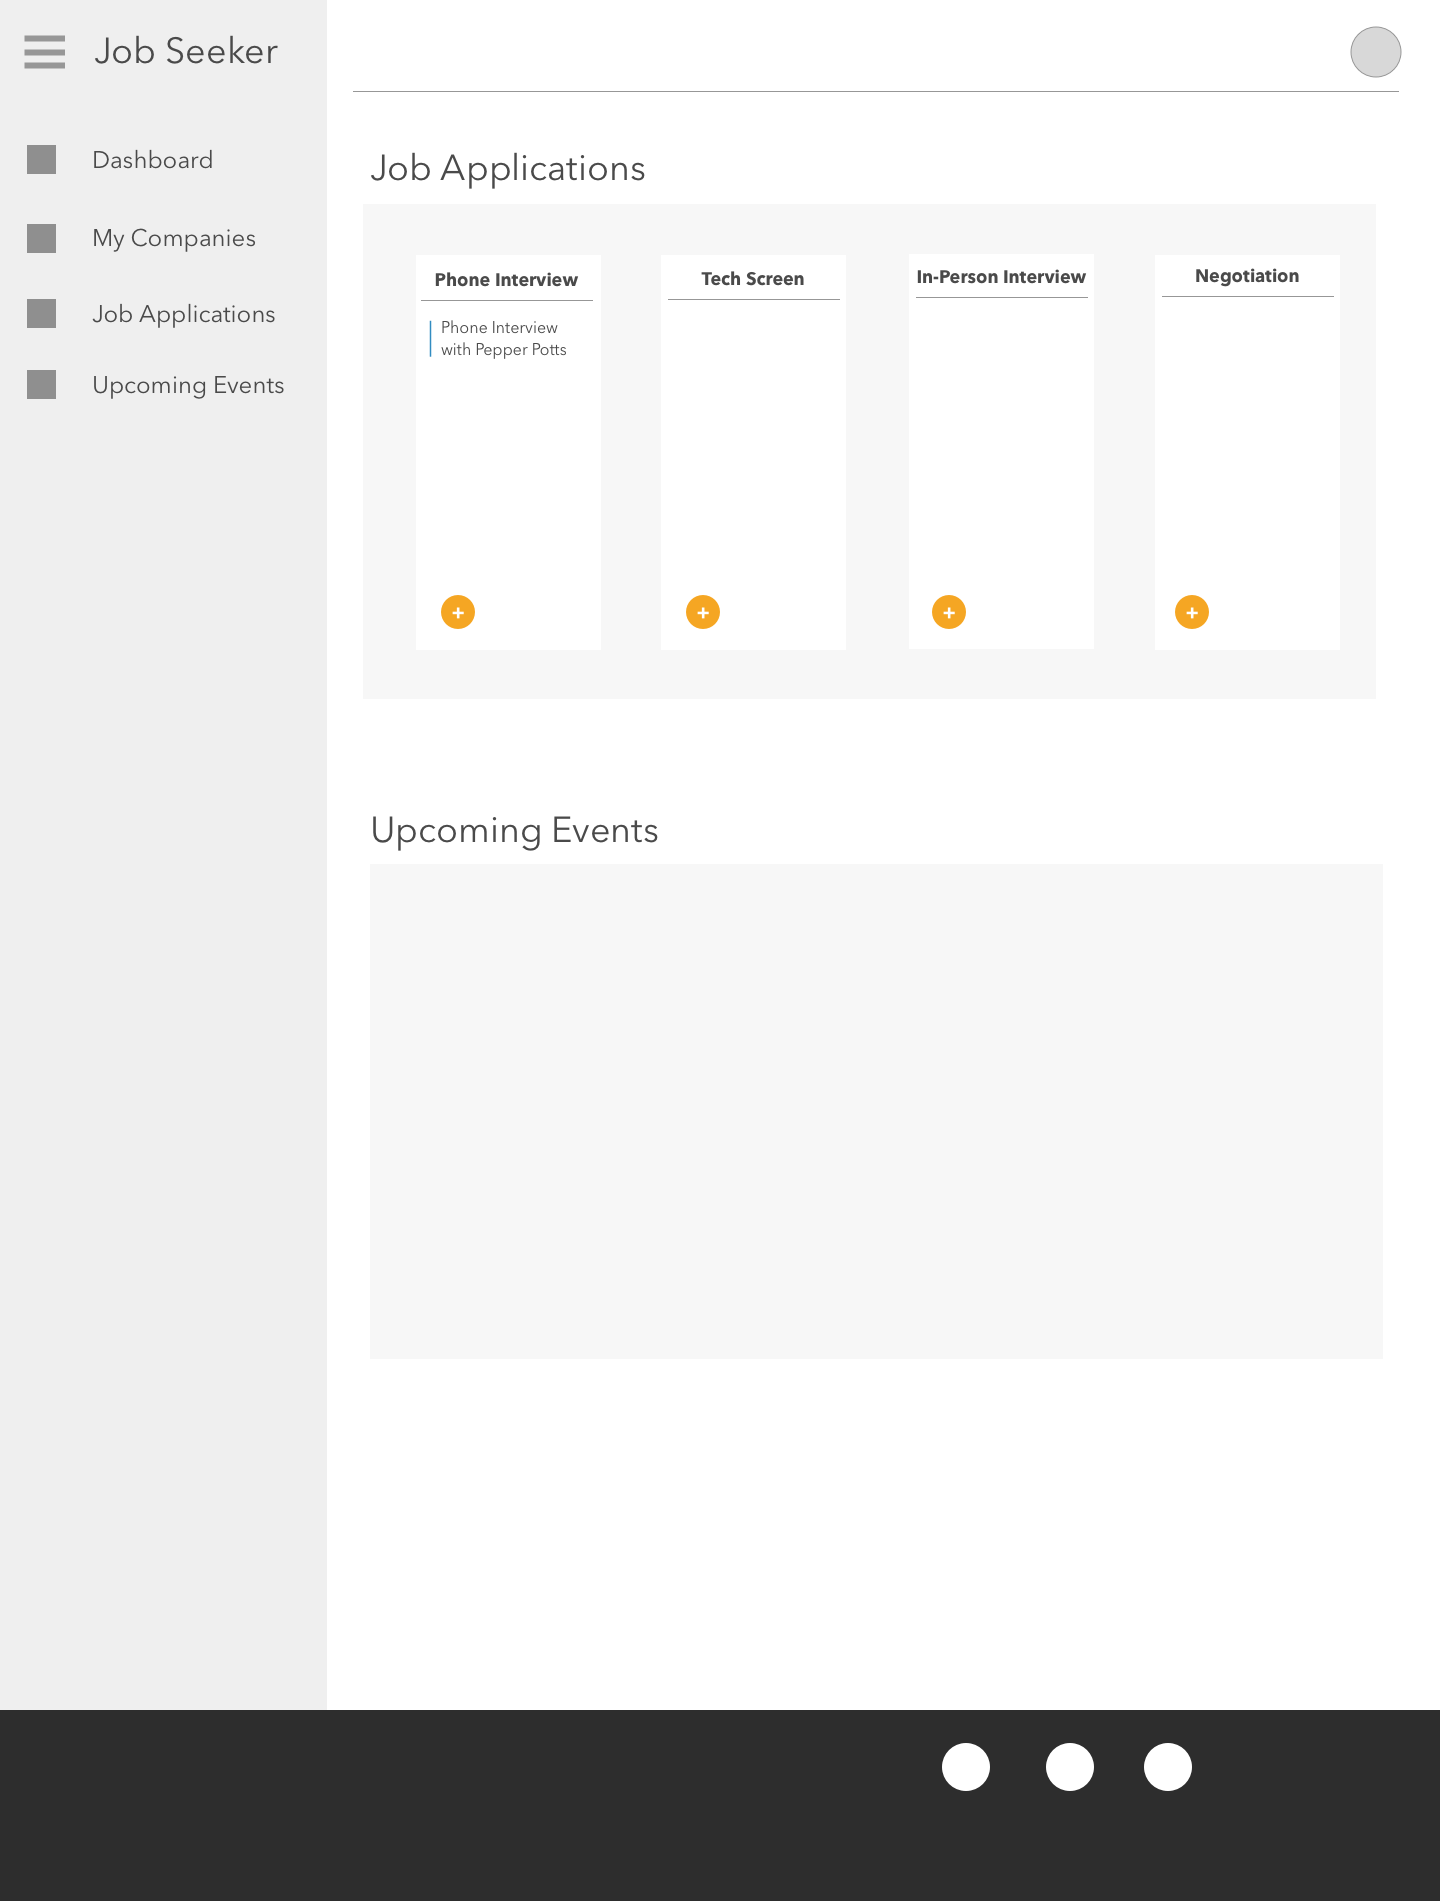 Job Seeker
Dashboard
My Companies
Job Applications
Upcoming Events
Job Applications
Phone Interview
Phone Interview
with Pepper Potts
+
Tech Screen
+
In-Person Interview
+
Negotiation
+
Upcoming Events